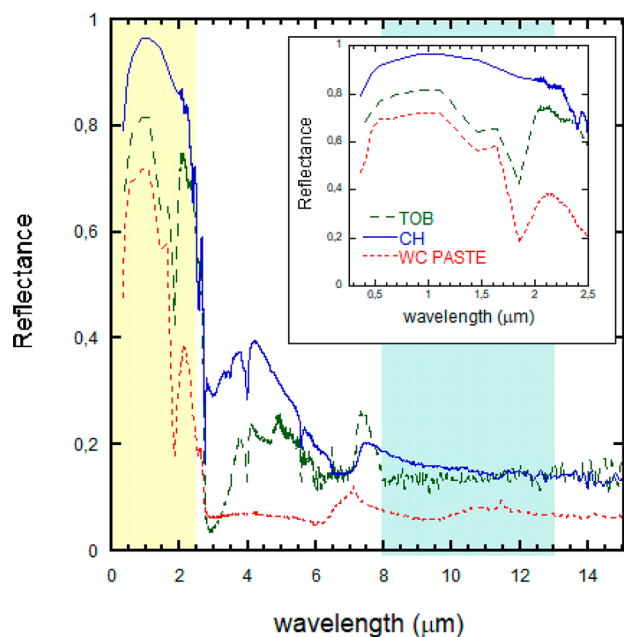 1
0,8
0,6
0,4
0,2
0
Reflectance
0 2 4 6 8 10 12 14
wavelength (μm)
1
0,8
0,6
0,4
0,2
0
Reflectance
TOB
CH
WC PASTE
0,5 1 1,5 2 2,5
wavelength (μm)